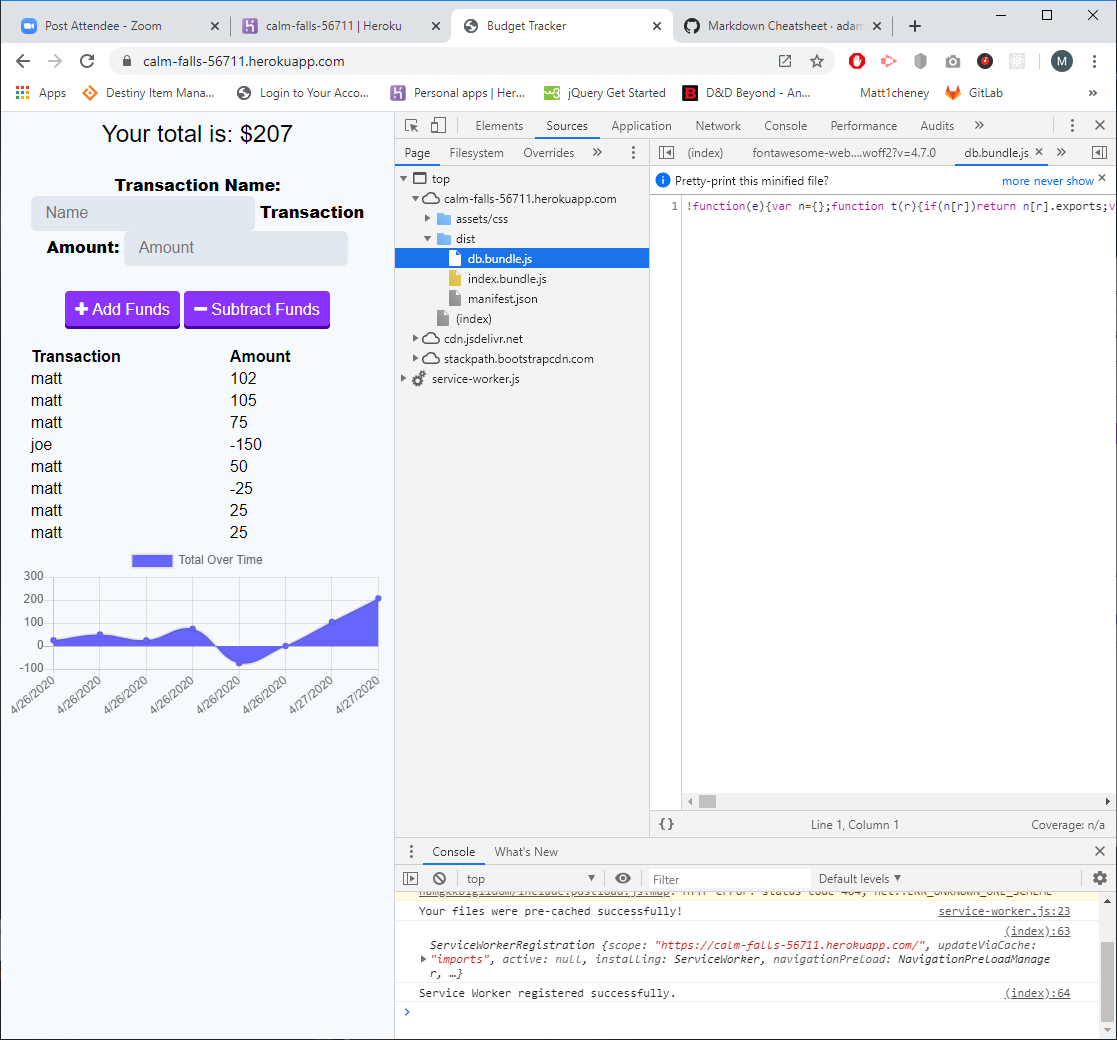 Post Attendee - Zoom
calm-falls-56711 | Heroku
Budget Tracker
Markdown Cheatsheet · adam
calm-falls-56711.herokuapp.com
M
Apps
Destiny Item Mana...
Login to Your Acco...
Personal apps | Her...
jQuery Get Started
D&D Beyond - An...
Matt1cheney
GitLab
»
Your total is: $207
Transaction Name:
Name
Transaction
Amount:
Amount
Add Funds
Subtract Funds
Transaction Amount
matt 102
matt 105
matt 75
joe -150
matt 50
matt -25
matt 25
matt 25
Total Over Time
300
200
100
0
-100
4/26/2020 4/26/2020 4/26/2020 4/26/2020 4/26/2020 4/26/2020 4/27/2020 4/27/2020
Elements Sources Application Network Console Performance Audits »
Page Filesystem Overrides »
(index) fontawesome-web....woff2?v=4.7.0 db.bundle.js »
top
calm-falls-56711.herokuapp.com
assets/css
dist
db.bundle.js
index.bundle.js
manifest.json
(index)
cdn.jsdelivr.net
stackpath.bootstrapcdn.com
service-worker.js
Pretty-print this minified file? more never show
1 !function(e){var n={};function t(r){if(n[r])return n[r].exports;v
{} Line 1, Column 1 Coverage: n/a
Console What's New
top Filter Default levels
Your files were pre-cached successfully! service-worker.js:23
(index):63
ServiceWorkerRegistration {scope: "https://calm-falls-56711.herokuapp.com/", updateViaCache:
"imports", active: null, installing: ServiceWorker, navigationPreload: NavigationPreloadManage
r, …}
Service Worker registered successfully. (index):64